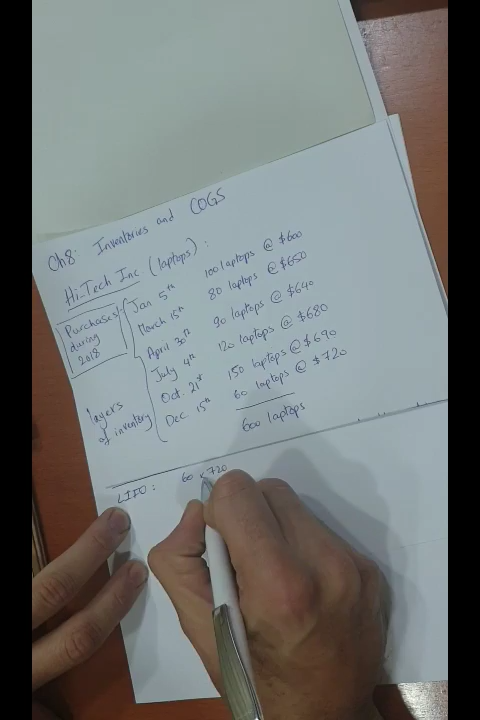 Ch8: Inventories and COGS
Hi-Tech Inc (laptops):
Purchases during 2018
Jan 5th 100 laptops @ $600
March 15th 80 laptops @ $650
April 30th 90 laptops @ $640
July 4th 120 laptops @ $680
Oct. 21st 150 laptops @ $690
Dec. 15th 60 laptops @ $720
600 laptops
layers of inventory
LIFO: 60 x 720